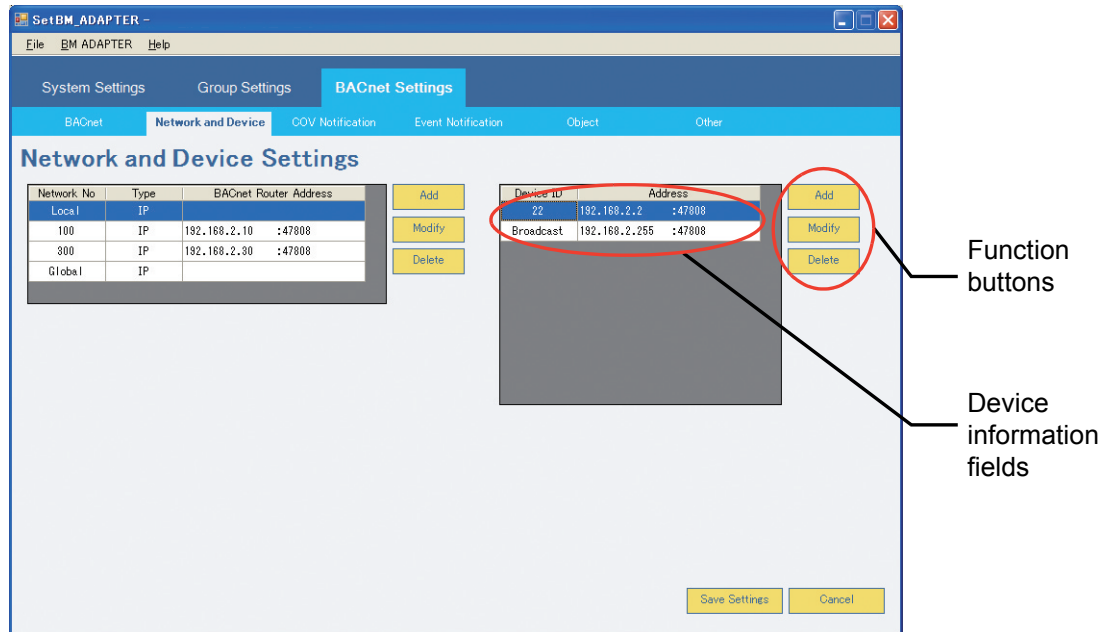 SetBM_ADAPTER -
File BM ADAPTER Help
System Settings Group Settings BACnet Settings
BACnet Network and Device COV Notification Event Notification Object Other
Network and Device Settings
Network No Type BACnet Router Address
Local IP
100 IP 192.168.2.10 :47808
300 IP 192.168.2.30 :47808
Global IP
Add
Modify
Delete
Device ID Address
22 192.168.2.2 :47808
Broadcast 192.168.2.255 :47808
Add
Modify
Delete
Function
buttons
Device
information
fields
Save Settings Cancel